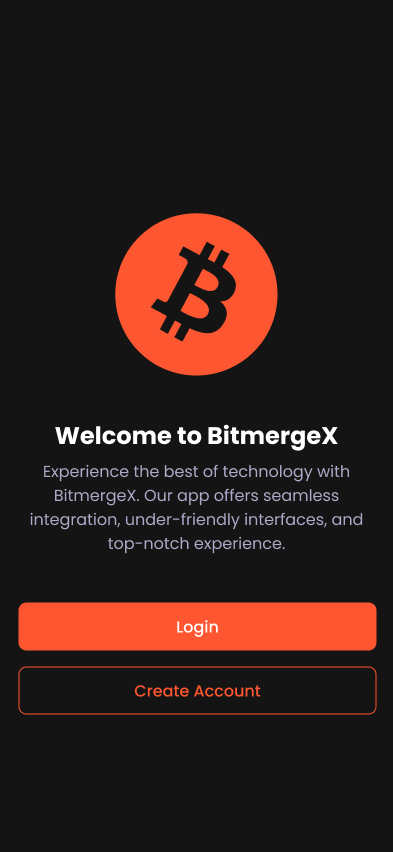 Welcome to BitmergeX
Experience the best of technology with
BitmergeX. Our app offers seamless
integration, under-friendly interfaces, and
top-notch experience.
Login
Create Account